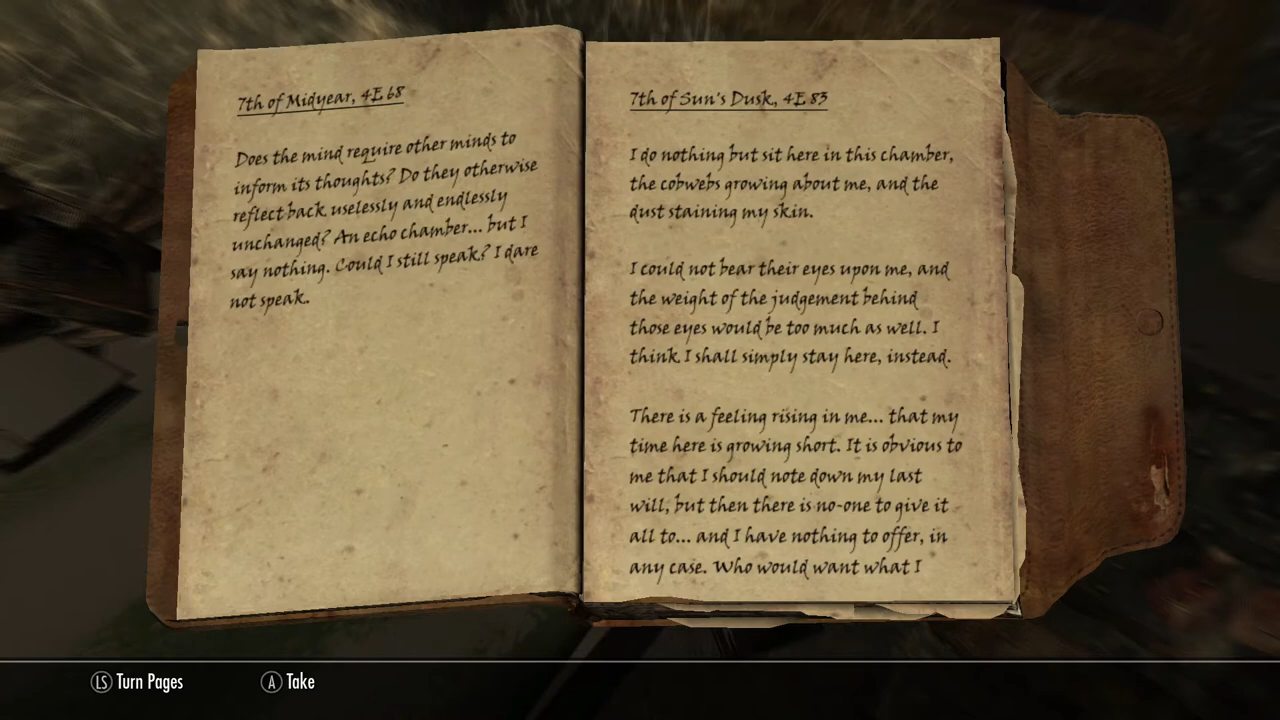 7th of Midyear, 4E 68
Does the mind require other minds to
inform its thoughts? Do they otherwise
reflect back uselessly and endlessly
unchanged? An echo chamber... but I
say nothing. Could I still speak? I dare
not speak.
7th of Sun's Dusk, 4E 83
I do nothing but sit here in this chamber,
the cobwebs growing about me, and the
dust staining my skin.
I could not bear their eyes upon me, and
the weight of the judgement behind
those eyes would be too much as well. I
think I shall simply stay here, instead.
There is a feeling rising in me... that my
time here is growing short. It is obvious to
me that I should note down my last
will, but then there is no-one to give it
all to... and I have nothing to offer, in
any case. Who would want what I
LS Turn Pages
A Take